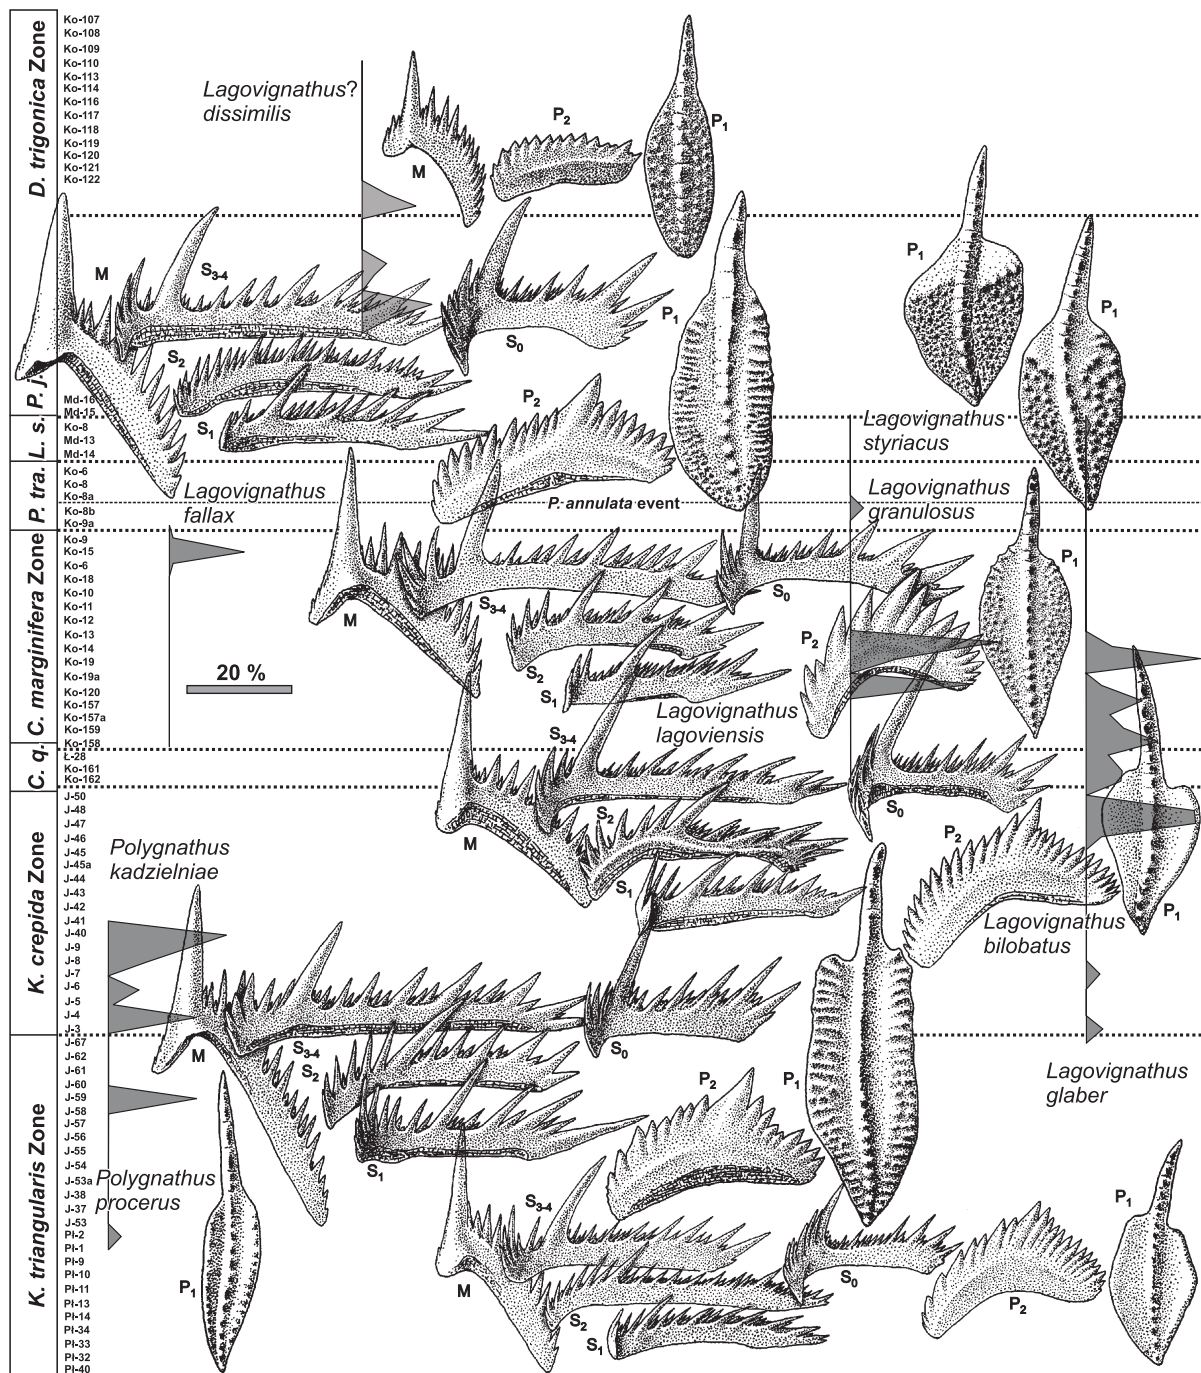 D. trigonica Zone
Ko-107
Ko-108
Ko-109
Ko-110
Ko-113
Ko-114
Ko-116
Ko-117
Ko-118
Ko-119
Ko-120
Ko-121
Ko-122
P. j.
Md-16
Md-15
L. s.
Ko-8
Md-13
Md-14
P. tra.
Ko-6
Ko-8
Ko-8a
Ko-8b
Ko-9a
C. marginifera Zone
Ko-9
Ko-15
Ko-6
Ko-18
Ko-10
Ko-11
Ko-12
Ko-13
Ko-14
Ko-19
Ko-19a
Ko-120
Ko-157
Ko-157a
Ko-159
Ko-158
C. q.
Ł-28
Ko-161
Ko-162
K. crepida Zone
J-50
J-48
J-47
J-46
J-45
J-45a
J-44
J-43
J-42
J-41
J-40
J-9
J-8
J-7
J-6
J-5
J-4
J-3
K. triangularis Zone
J-67
J-62
J-61
J-60
J-59
J-58
J-57
J-56
J-55
J-54
J-53a
J-38
J-37
J-53
Pł-2
Pł-1
Pł-9
Pł-10
Pł-11
Pł-13
Pł-14
Pł-34
Pł-33
Pł-32
Pł-40
Lagovignathus?
dissimilis
M
P2
P1
M
S3-4
S2
S1
S0
P2
P1
P1
P1
Lagovignathus
styriacus
Lagovignathus
fallax
P. annulata event
Lagovignathus
granulosus
M
S3-4
S2
S1
S0
P2
P1
20 %
Lagovignathus
lagoviensis
M
S3-4
S2
S1
S0
P2
P1
Lagovignathus
bilobatus
Polygnathus
kadzielniae
M
S3-4
S2
S1
S0
P2
P1
Lagovignathus
glaber
Polygnathus
procerus
P1
M
S3-4
S2
S1
S0
P2
P1